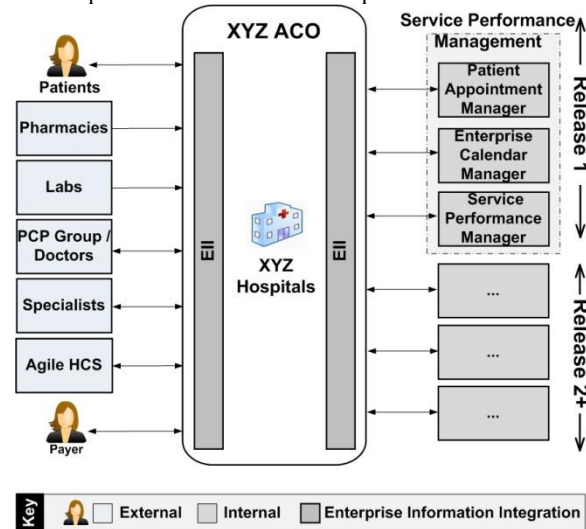 XYZ ACO
Service Performance
Management
Patients
Pharmacies
Labs
PCP Group /
Doctors
Specialists
Agile HCS
Payer
EII
XYZ
Hospitals
EII
Patient
Appointment
Manager
Enterprise
Calendar
Manager
Service
Performance
Manager
...
...
...
Release 1
Release 2+
Key
External
Internal
Enterprise Information Integration